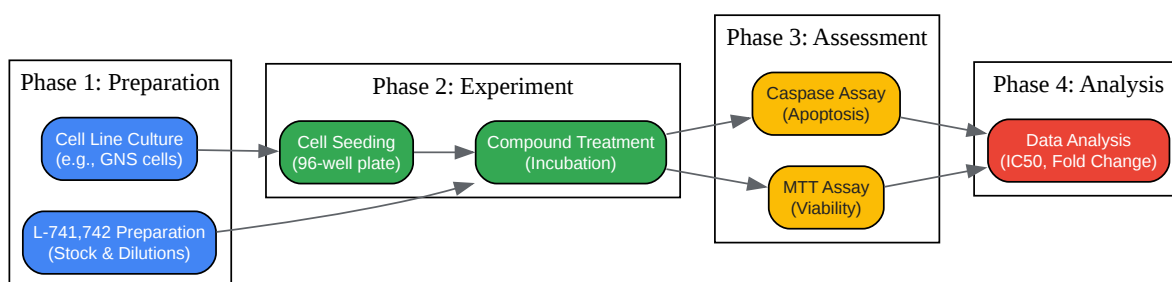 Phase 1: Preparation
Cell Line Culture
(e.g., GNS cells)
L-741,742 Preparation
(Stock & Dilutions)
Phase 2: Experiment
Cell Seeding
(96-well plate)
Compound Treatment
(Incubation)
Phase 3: Assessment
Caspase Assay
(Apoptosis)
MTT Assay
(Viability)
Phase 4: Analysis
Data Analysis
(IC50, Fold Change)